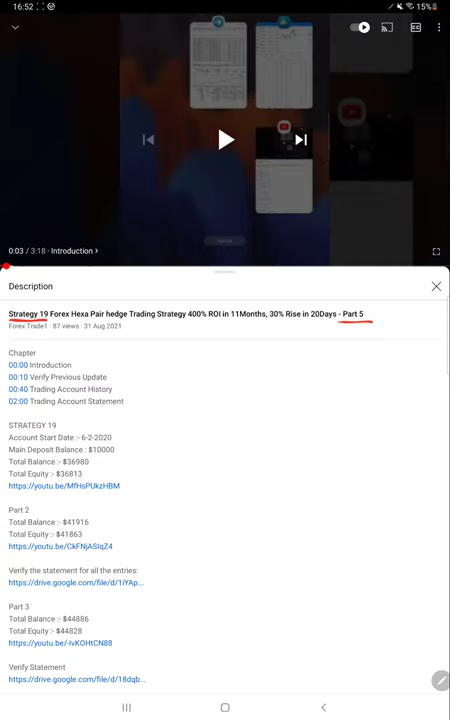 16:52
15%
0:03 / 3:18 · Introduction >
Description
Strategy 19 Forex Hexa Pair hedge Trading Strategy 400% ROI in 11Months, 30% Rise in 20Days - Part 5
Forex Trade1 · 87 views · 31 Aug 2021
Chapter
00:00 Introduction
00:10 Verify Previous Update
00:40 Trading Account History
02:00 Trading Account Statement
STRATEGY 19
Account Start Date :- 6-2-2020
Main Deposit Balance : $10000
Total Balance :- $36980
Total Equity :- $36813
https://youtu.be/MfHsPUkzHBM
Part 2
Total Balance :- $41916
Total Equity :- $41863
https://youtu.be/CkFNjASIqZ4
Verify the statement for all the entries:
https://drive.google.com/file/d/1iYAp...
Part 3
Total Balance :- $44886
Total Equity :- $44828
https://youtu.be/-IvKOHtCN88
Verify Statement
https://drive.google.com/file/d/18dqb...